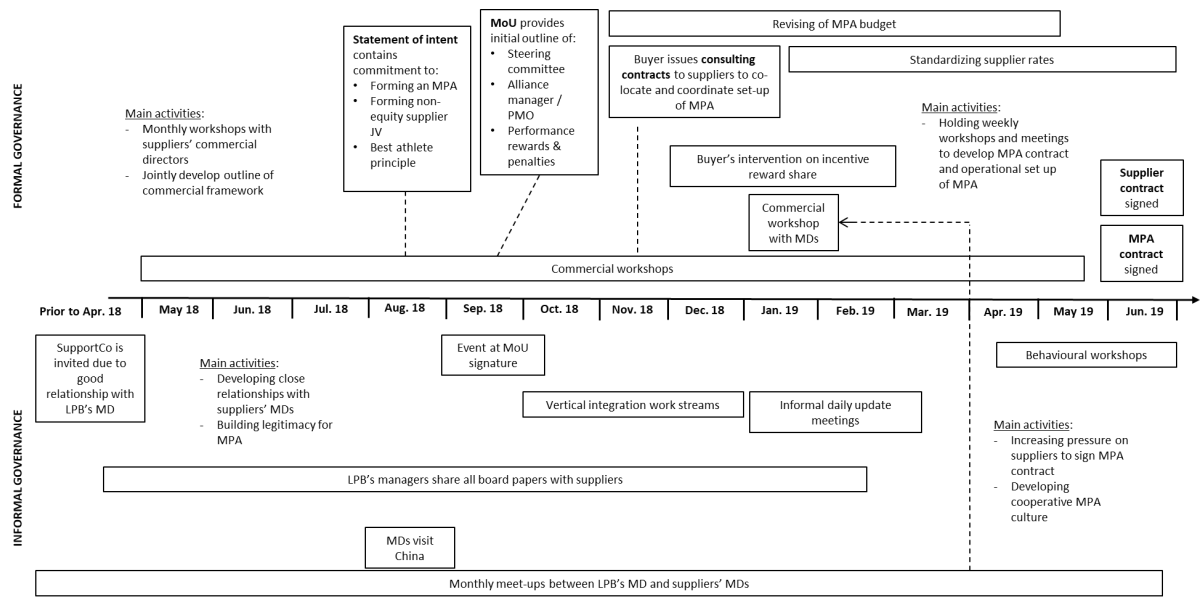 FORMAL GOVERNANCE
Main activities:
- Monthly workshops with
suppliers' commercial
directors
- Jointly develop outline of
commercial framework
Statement of intent
contains
commitment to:
• Forming an MPA
• Forming non-
equity supplier
JV
• Best athlete
principle
MoU provides
initial outline of:
• Steering
committee
• Alliance
manager /
PMO
• Performance
rewards &
penalties
Revising of MPA budget
Buyer issues consulting
contracts to suppliers to co-
locate and coordinate set-up
of MPA
Standardizing supplier rates
Buyer's intervention on incentive
reward share
Commercial
workshop
with MDs
Main activities:
- Holding weekly
workshops and meetings
to develop MPA contract
and operational set up
of MPA
Supplier
contract
signed
MPA
contract
signed
Commercial workshops
Prior to Apr. 18
May 18
Jun. 18
Jul. 18
Aug. 18
Sep. 18
Oct. 18
Nov. 18
Dec. 18
Jan. 19
Feb. 19
Mar. 19
Apr. 19
May 19
Jun. 19
INFORMAL GOVERNANCE
SupportCo is
invited due to
good
relationship with
LPB's MD
Main activities:
- Developing close
relationships with
suppliers' MDs
- Building legitimacy for
MPA
Event at MoU
signature
Vertical integration work streams
Informal daily update
meetings
Behavioural workshops
Main activities:
- Increasing pressure on
suppliers to sign MPA
contract
- Developing
cooperative MPA
culture
LPB's managers share all board papers with suppliers
MDs visit
China
Monthly meet-ups between LPB's MD and suppliers' MDs